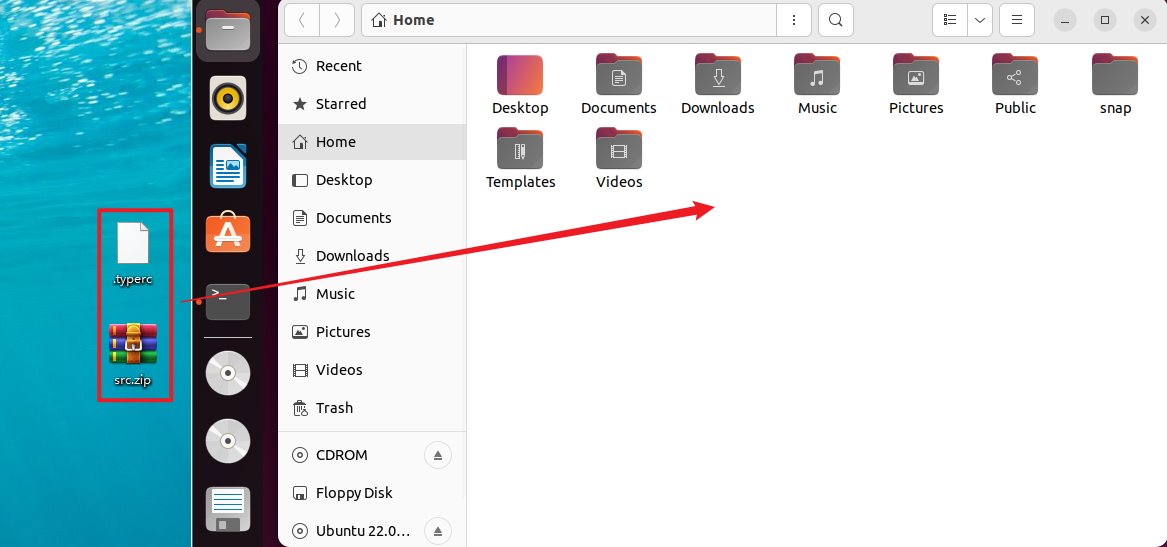 Home
Recent
Starred
Home
Desktop
Documents
Downloads
Music
Pictures
Videos
Trash
CDROM
Floppy Disk
Ubuntu 22.0...
Desktop
Documents
Downloads
Music
Pictures
Public
snap
Templates
Videos
.typerc
src.zip